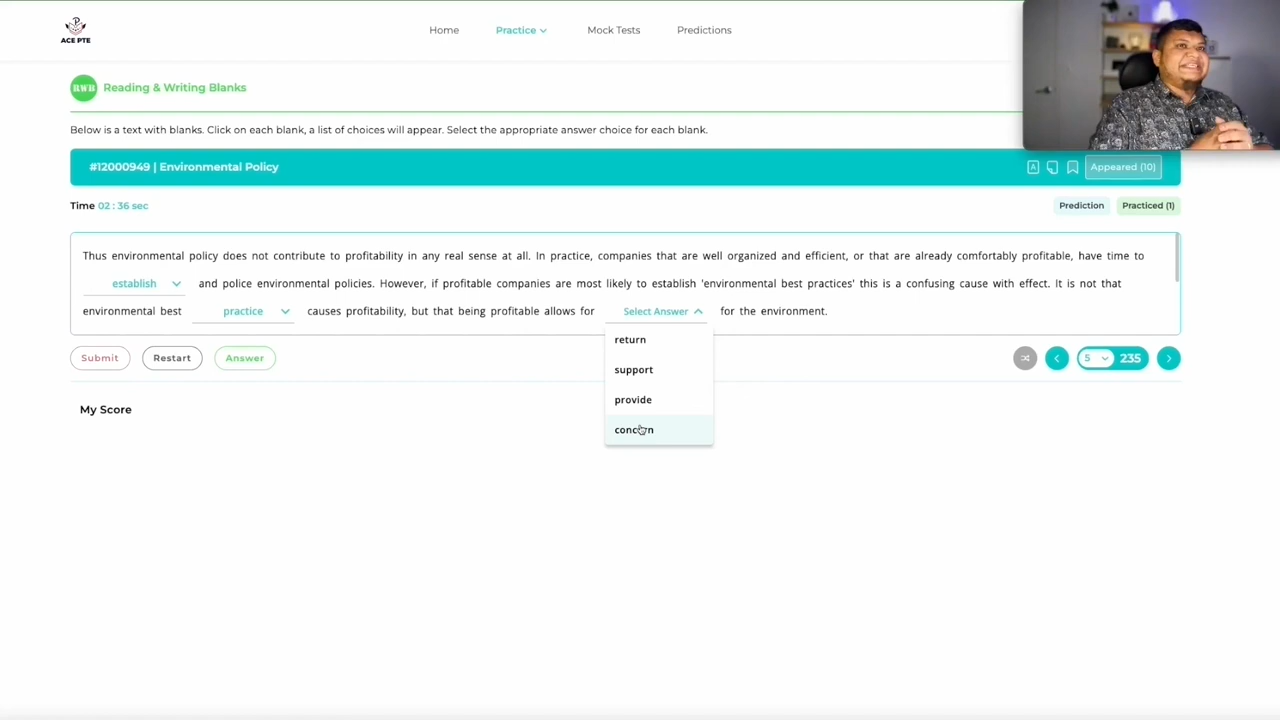 ACE PTE
Home
Practice
Mock Tests
Predictions
RWB Reading & Writing Blanks
Below is a text with blanks. Click on each blank, a list of choices will appear. Select the appropriate answer choice for each blank.
#12000949 | Environmental Policy
A
Appeared (10)
Time 02 : 36 sec
Prediction
Practiced (1)
Thus environmental policy does not contribute to profitability in any real sense at all. In practice, companies that are well organized and efficient, or that are already comfortably profitable, have time to
establish and police environmental policies. However, if profitable companies are most likely to establish 'environmental best practices' this is a confusing cause with effect. It is not that
environmental best practice causes profitability, but that being profitable allows for Select Answer for the environment.
return
support
provide
concern
Submit
Restart
Answer
5
235
My Score